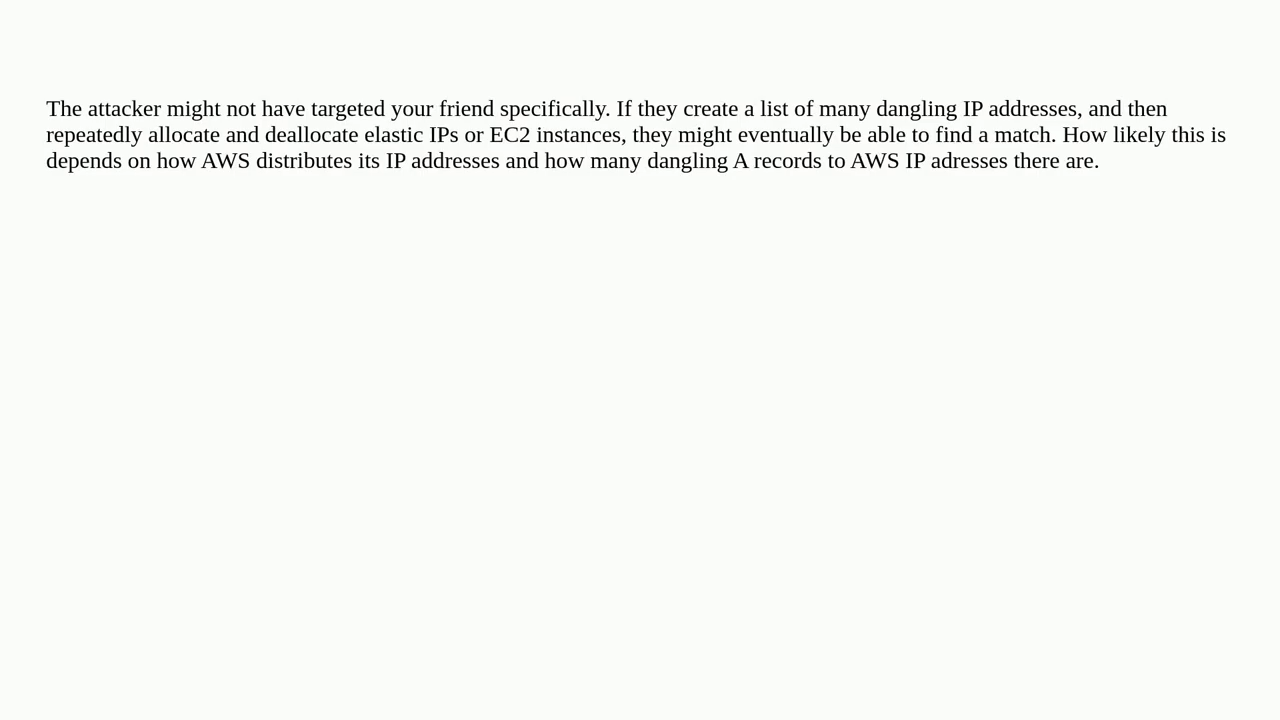 The attacker might not have targeted your friend specifically. If they create a list of many dangling IP addresses, and then
repeatedly allocate and deallocate elastic IPs or EC2 instances, they might eventually be able to find a match. How likely this is
depends on how AWS distributes its IP addresses and how many dangling A records to AWS IP adresses there are.